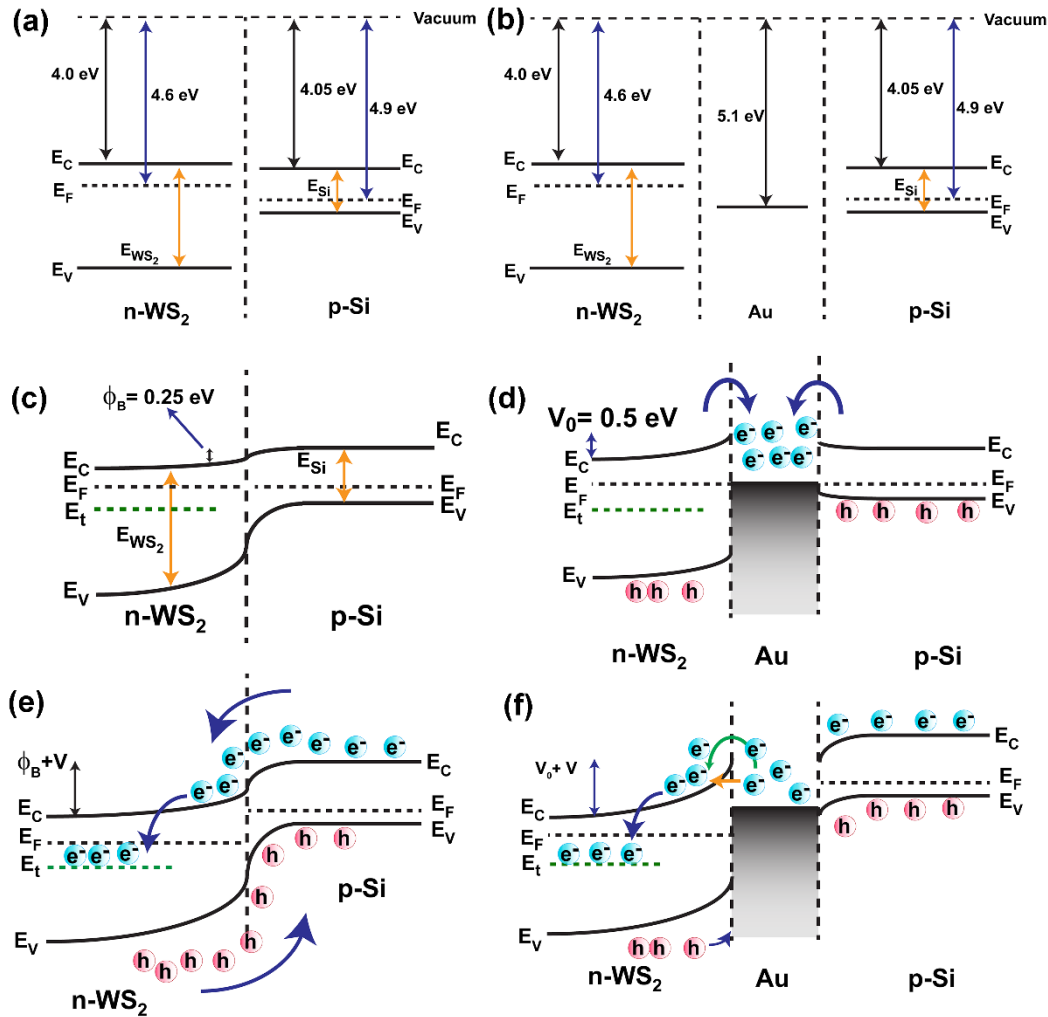 (a)
Vacuum
4.0 eV
4.6 eV
4.05 eV
4.9 eV
E_C
E_F
E_WS₂
E_V
E_C
E_Si
E_F
E_V
n-WS₂
p-Si
(b)
Vacuum
4.0 eV
4.6 eV
5.1 eV
4.05 eV
4.9 eV
E_C
E_F
E_WS₂
E_V
E_C
E_Si
E_F
E_V
n-WS₂
Au
p-Si
(c)
ϕ_B = 0.25 eV
E_C
E_F
E_t
E_WS₂
E_V
E_C
E_Si
E_F
E_V
n-WS₂
p-Si
(d)
V₀= 0.5 eV
E_C
E_F
E_t
E_V
e⁻ e⁻ e⁻
e⁻ e⁻ e⁻
E_C
E_F
E_V
h h h h
h h h
n-WS₂
Au
p-Si
(e)
ϕ_B+V
e⁻ e⁻ e⁻ e⁻ e⁻ e⁻
e⁻ e⁻
E_C
E_F
E_t
E_V
e⁻ e⁻ e⁻
E_C
E_F
E_V
h h h
h
h h h h h
n-WS₂
p-Si
(f)
V₀+ V
e⁻ e⁻ e⁻ e⁻
e⁻ e⁻
e⁻ e⁻ e⁻ e⁻
E_C
E_F
E_t
E_V
e⁻ e⁻ e⁻
E_C
E_F
E_V
h h h h
h h h
n-WS₂
Au
p-Si